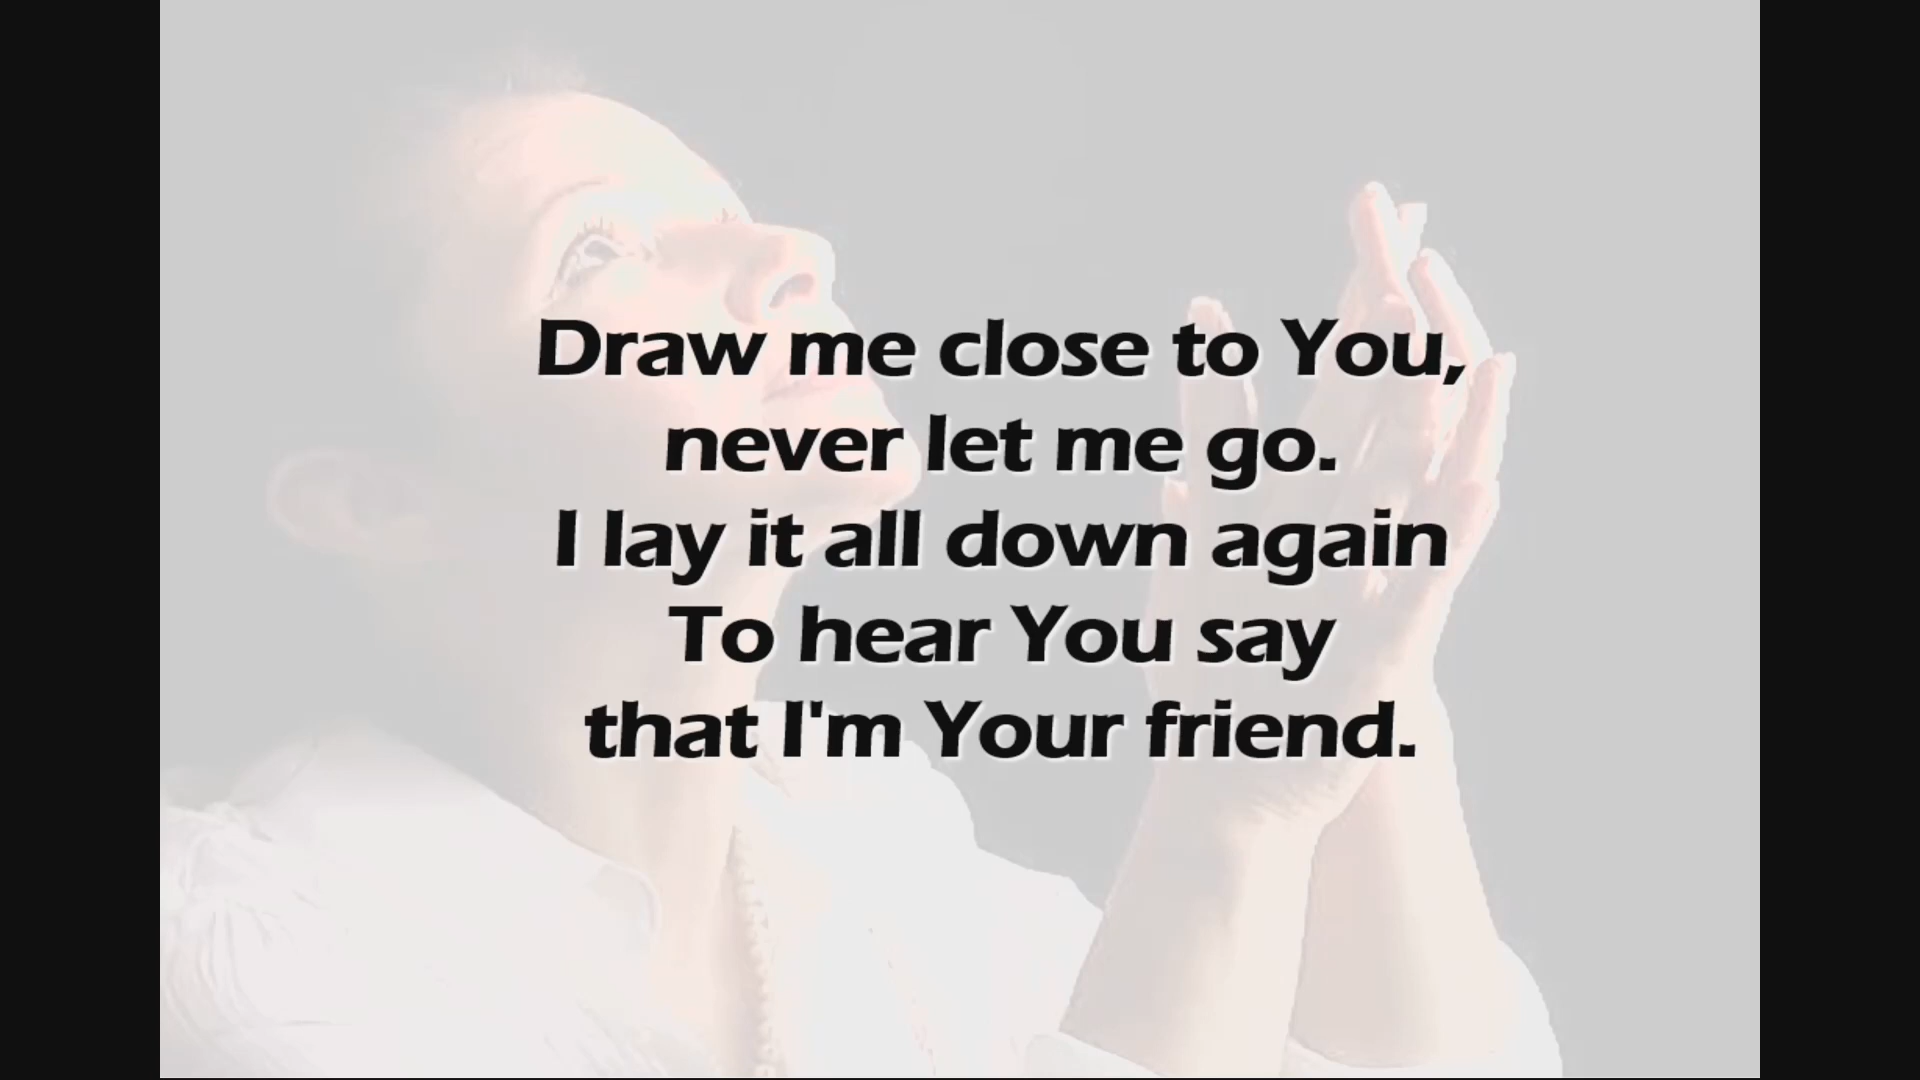 Draw me close to You,
never let me go.
I lay it all down again
To hear You say
that I'm Your friend.